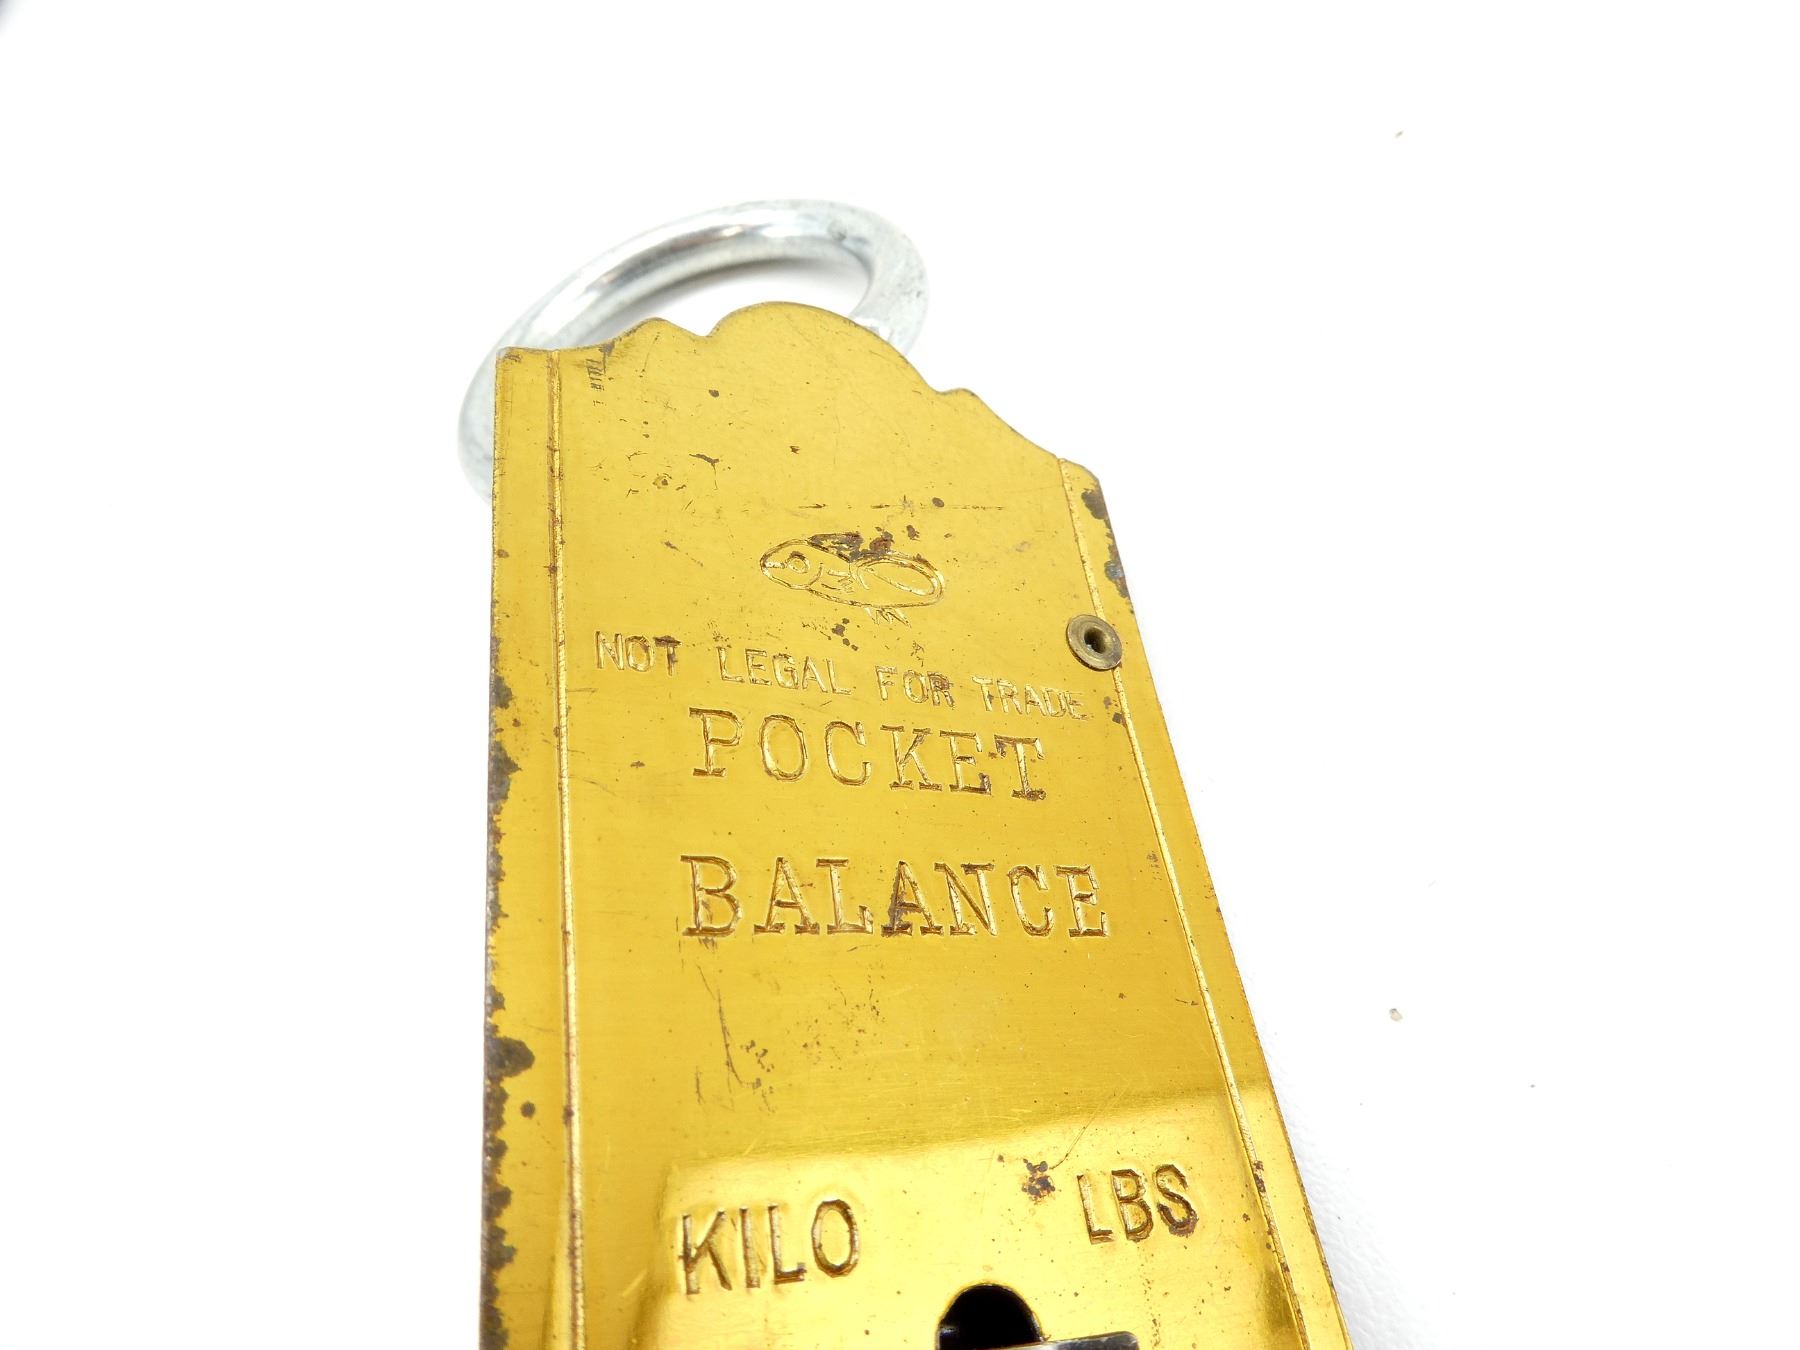 NOT LEGAL FOR TRADE
POCKET
BALANCE
KILO LBS